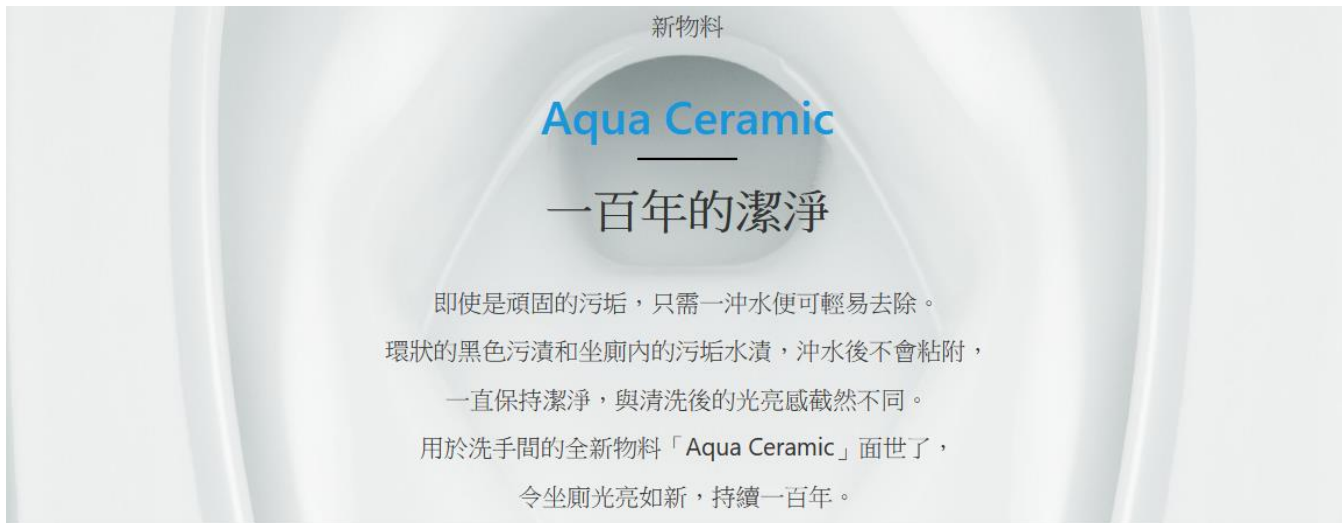 新物料
Aqua Ceramic
一百年的潔淨
即使是頑固的污垢，只需一沖水便可輕易去除。
環狀的黑色污漬和坐廁內的污垢水漬，沖水後不會粘附，
一直保持潔淨，與清洗後的光亮感截然不同。
用於洗手間的全新物料「Aqua Ceramic」面世了，
令坐廁光亮如新，持續一百年。